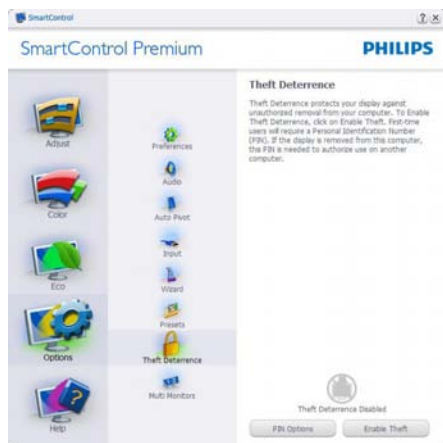 SmartControl
SmartControl Premium
PHILIPS
Adjust
Color
Eco
Options
Help
Preferences
Audio
Auto Pivot
Input
Wizard
Presets
Theft Deterrence
Multi Monitors
Theft Deterrence
Theft Deterrence protects your display against
unauthorized removal from your computer. To Enable
Theft Deterrence, click on Enable Theft. First-time
users will require a Personal Identification Number
(PIN). If the display is removed from this computer,
this PIN is needed to authorize use on another
computer.
Theft Deterrence Disabled
PIN Options
Enable Theft